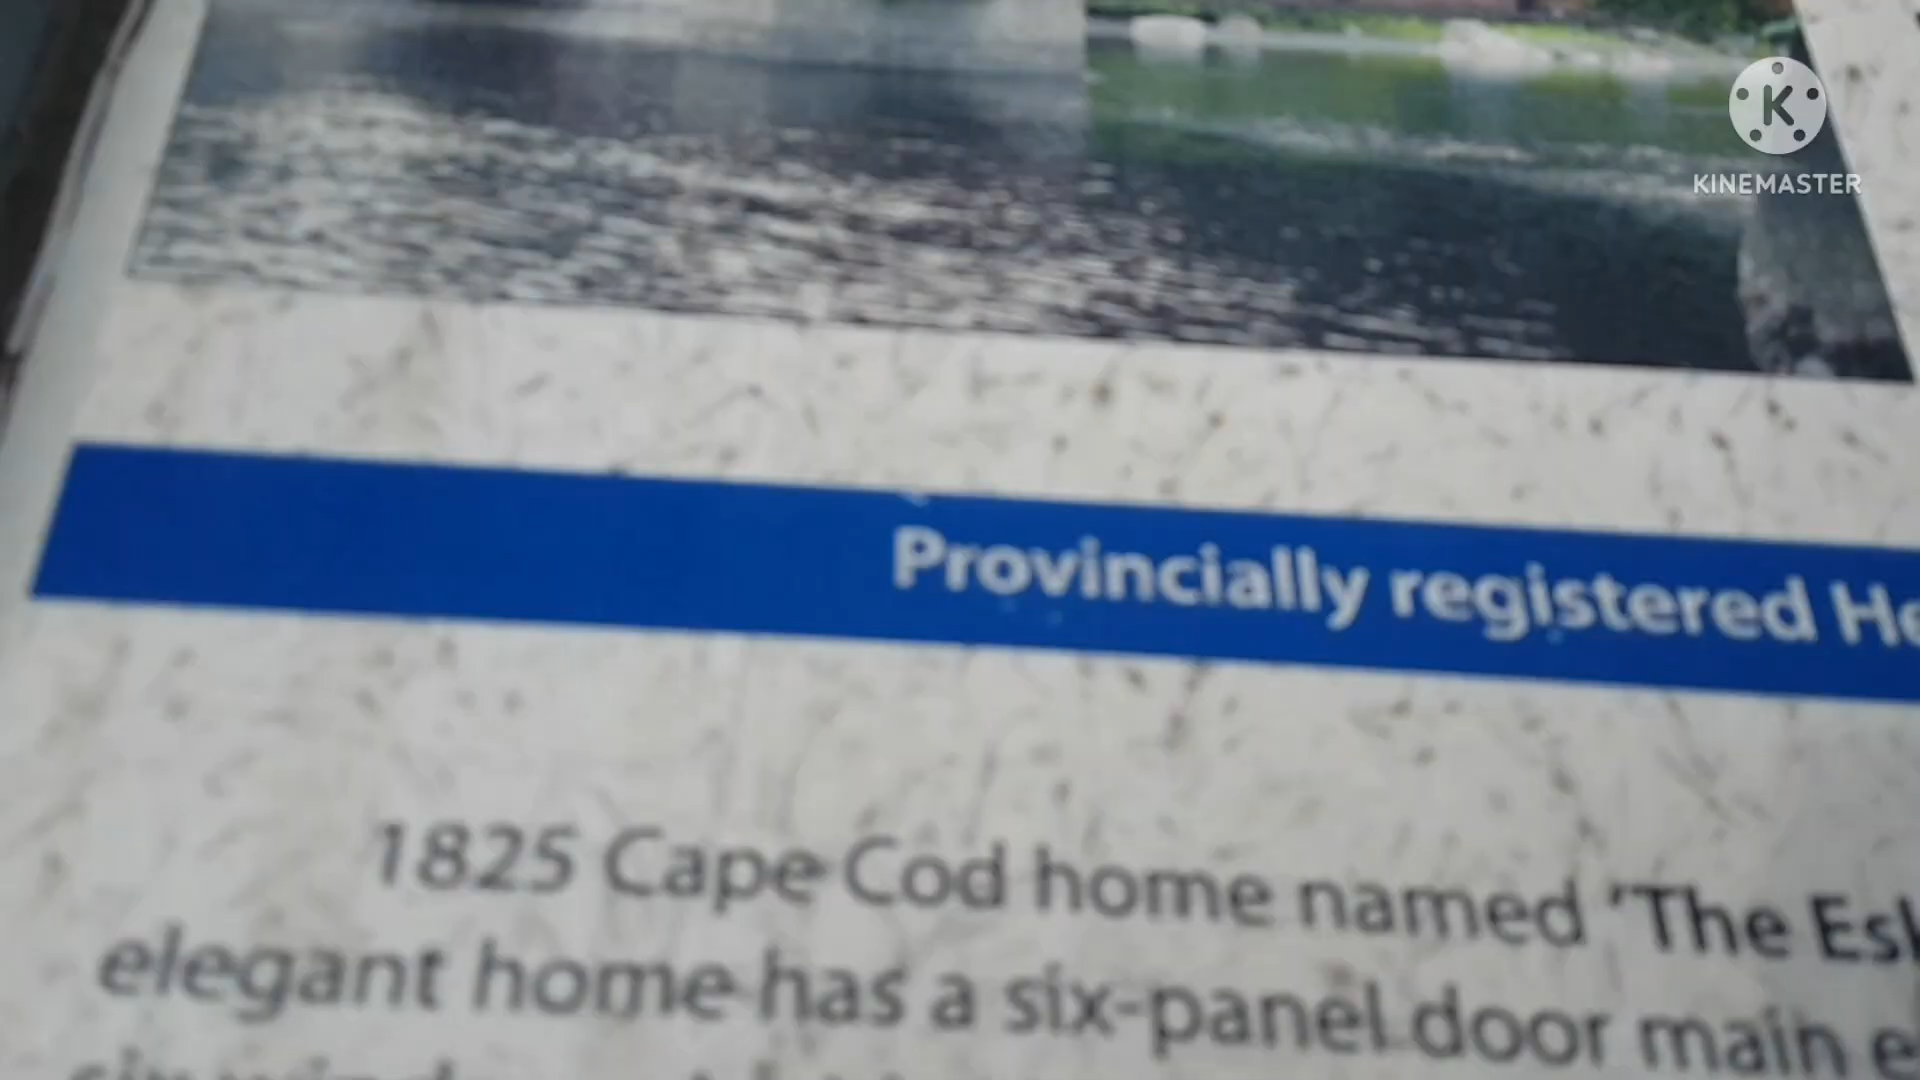 K
KINEMASTER
Provincially registered
1825 Cape Cod home named 'The
elegant home has a six-panel door main